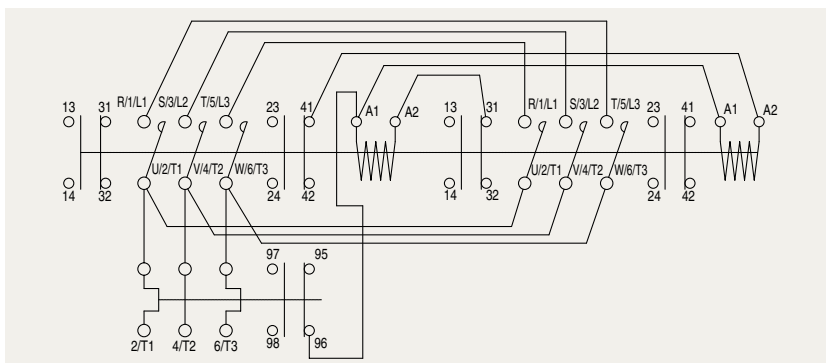 13 31 R/1/L1 S/3/L2 T/5/L3 23 41 A1 A2 13 31 R/1/L1 S/3/L2 T/5/L3 23 41 A1 A2
14 32 U/2/T1 V/4/T2 W/6/T3 24 42 14 32 U/2/T1 V/4/T2 W/6/T3 24 42
97 95
2/T1 4/T2 6/T3 98 96